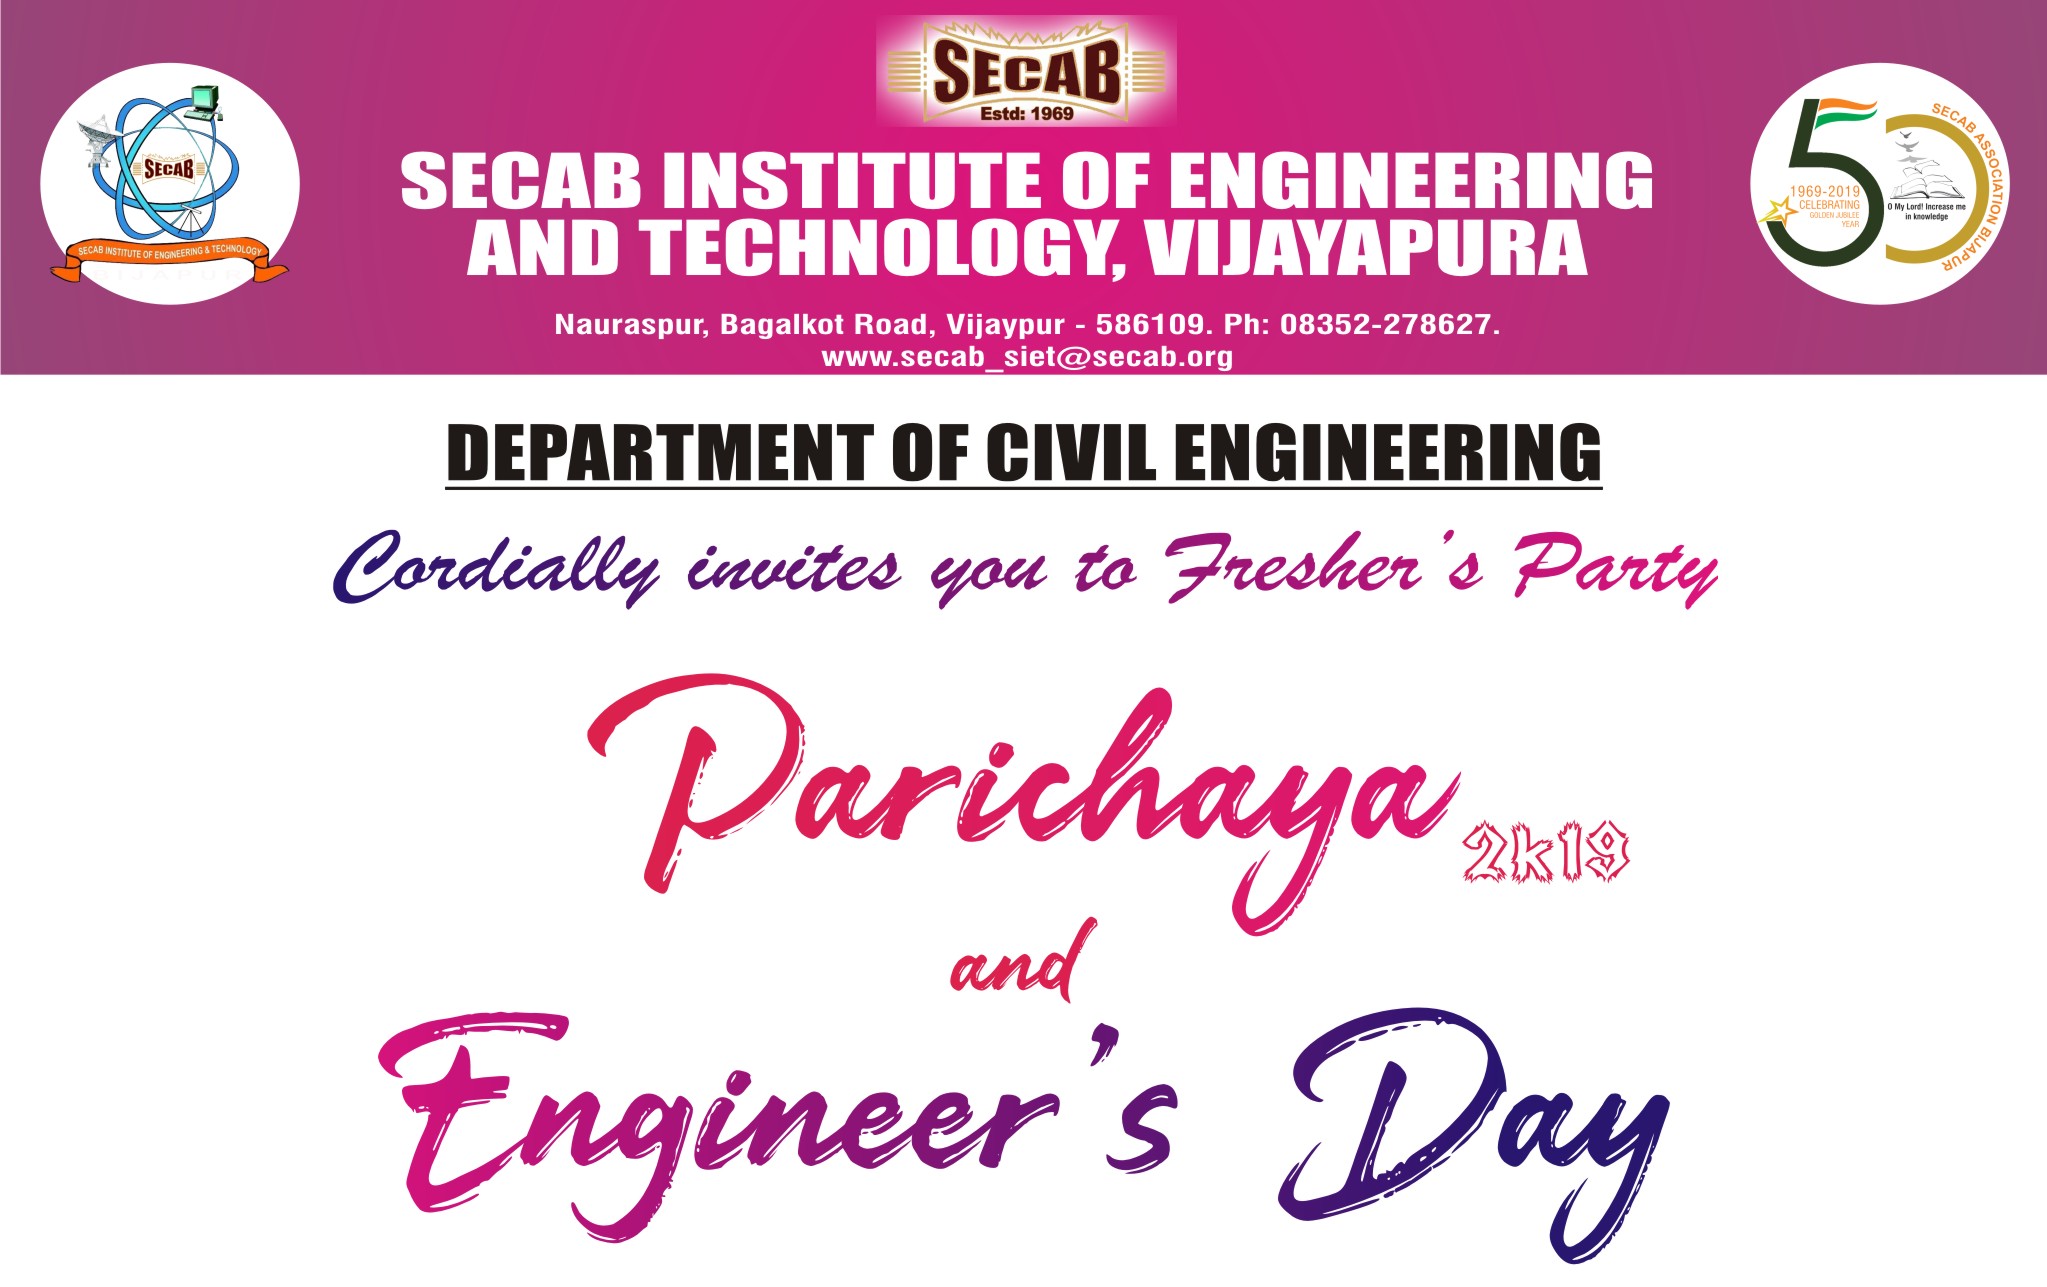 SECAB
Estd: 1969
SECAB
SECAB INSTITUTE OF ENGINEERING & TECHNOLOGY
SECAB INSTITUTE OF ENGINEERING
AND TECHNOLOGY, VIJAYAPURA
Nauraspur, Bagalkot Road, Vijaypur - 586109. Ph: 08352-278627.
www.secab_siet@secab.org
50
1969-2019
CELEBRATING
GOLDEN JUBILEE
YEAR
O My Lord! Increase me
in knowledge
SECAB ASSOCIATION BIJAPUR
DEPARTMENT OF CIVIL ENGINEERING
Cordially invites you to Fresher's Party
Parichaya 2k19
and
Engineer's Day